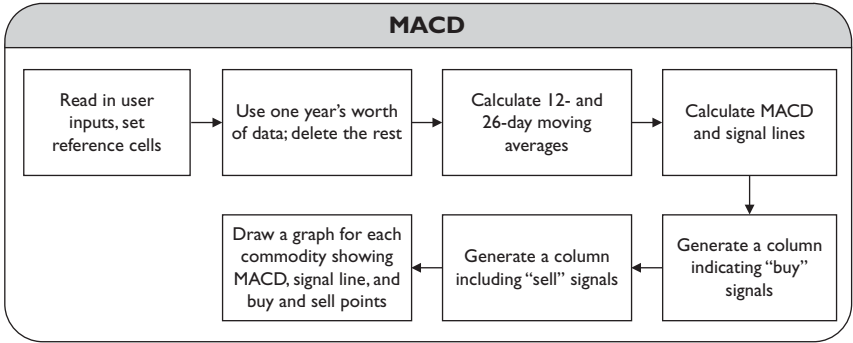 MACD
Read in user
inputs, set
reference cells
Use one year's worth
of data; delete the rest
Calculate 12- and
26-day moving
averages
Calculate MACD
and signal lines
Generate a column
indicating “buy”
signals
Generate a column
including “sell” signals
Draw a graph for each
commodity showing
MACD, signal line, and
buy and sell points